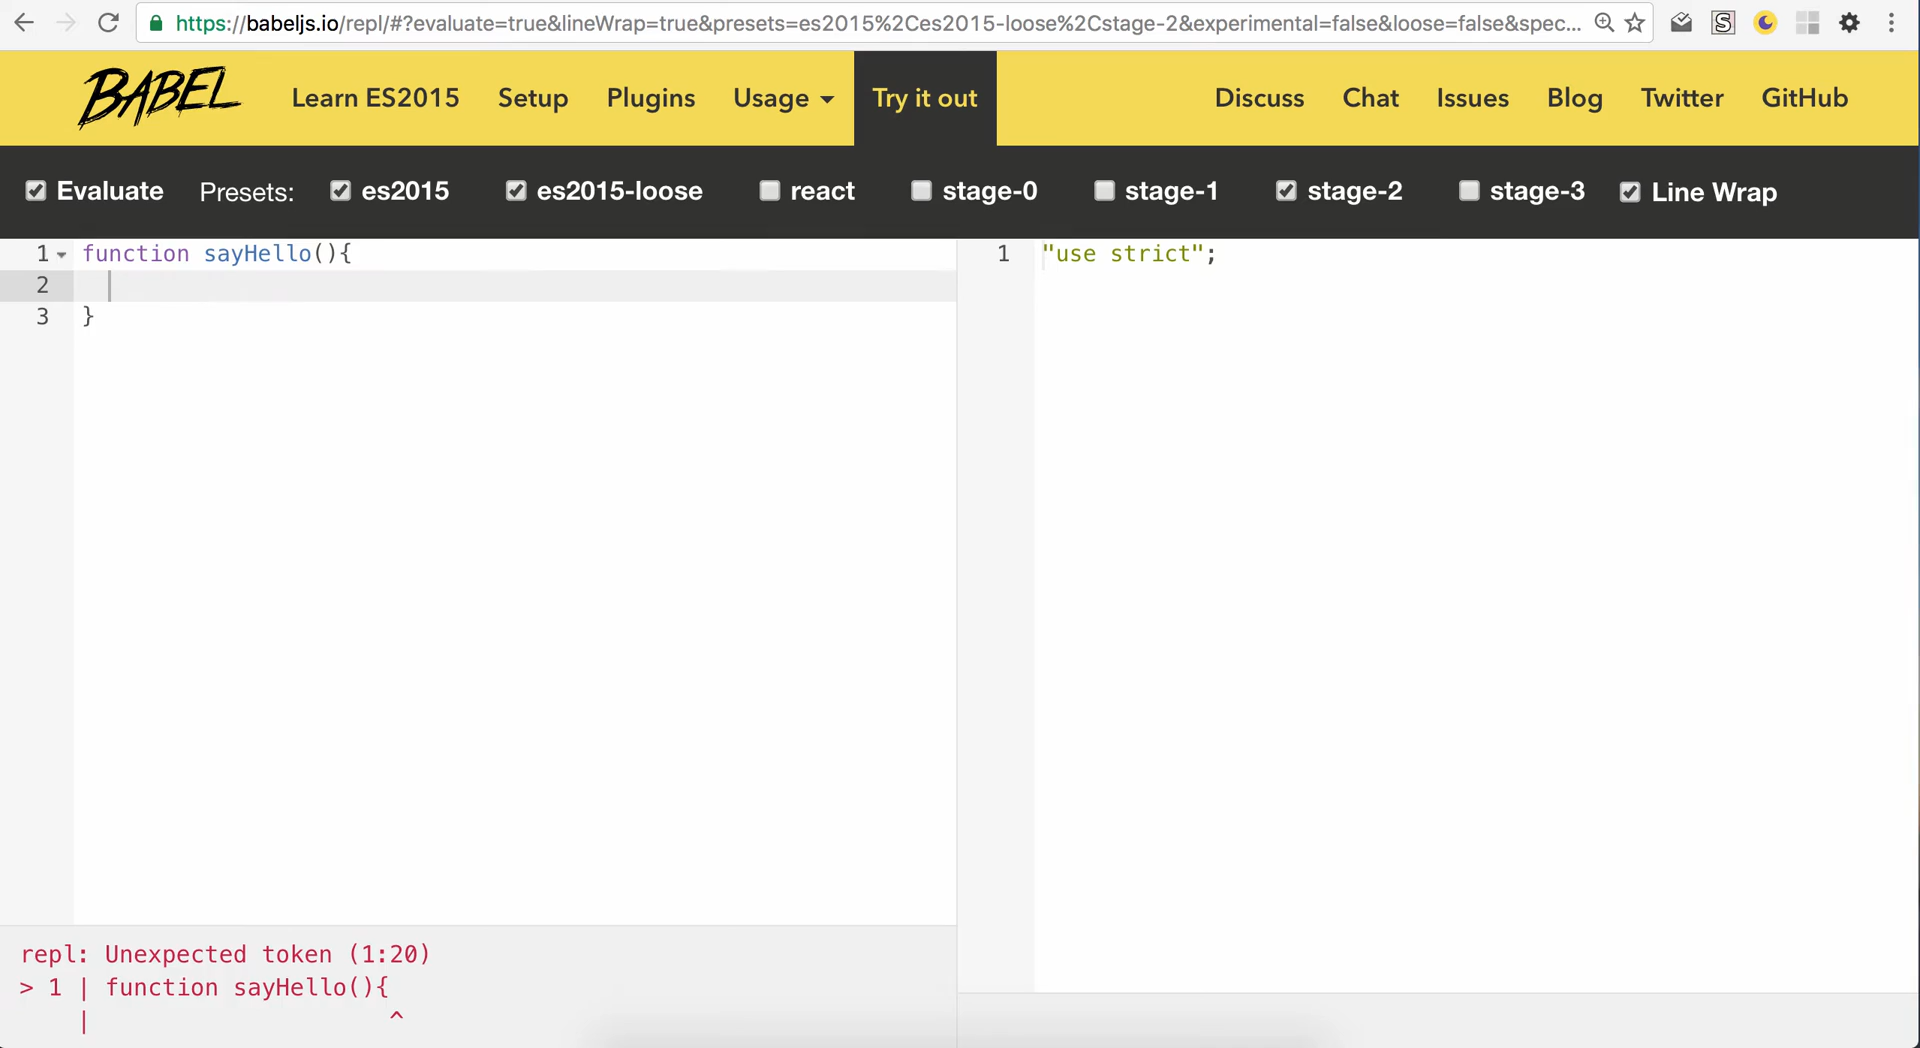 https://babeljs.io/repl/#?evaluate=true&lineWrap=true&presets=es2015%2Ces2015-loose%2Cstage-2&experimental=false&loose=false&spec...
BABEL Learn ES2015 Setup Plugins Usage Try it out Discuss Chat Issues Blog Twitter GitHub
Evaluate Presets: es2015 es2015-loose react stage-0 stage-1 stage-2 stage-3 Line Wrap
1 function sayHello(){
2
3 }
1 "use strict";
repl: Unexpected token (1:20)
> 1 | function sayHello(){
| ^